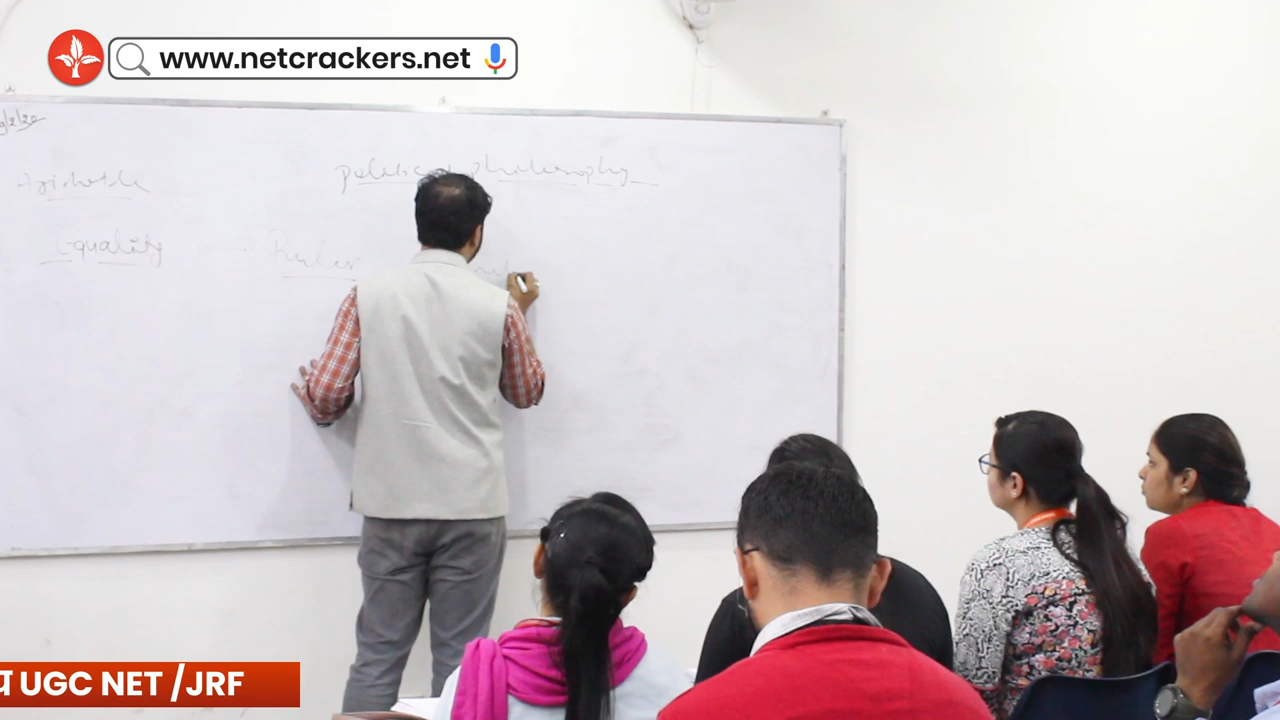 www.netcrackers.net
Aristotle
political philosophy
Equality
Ruler
य UGC NET /JRF